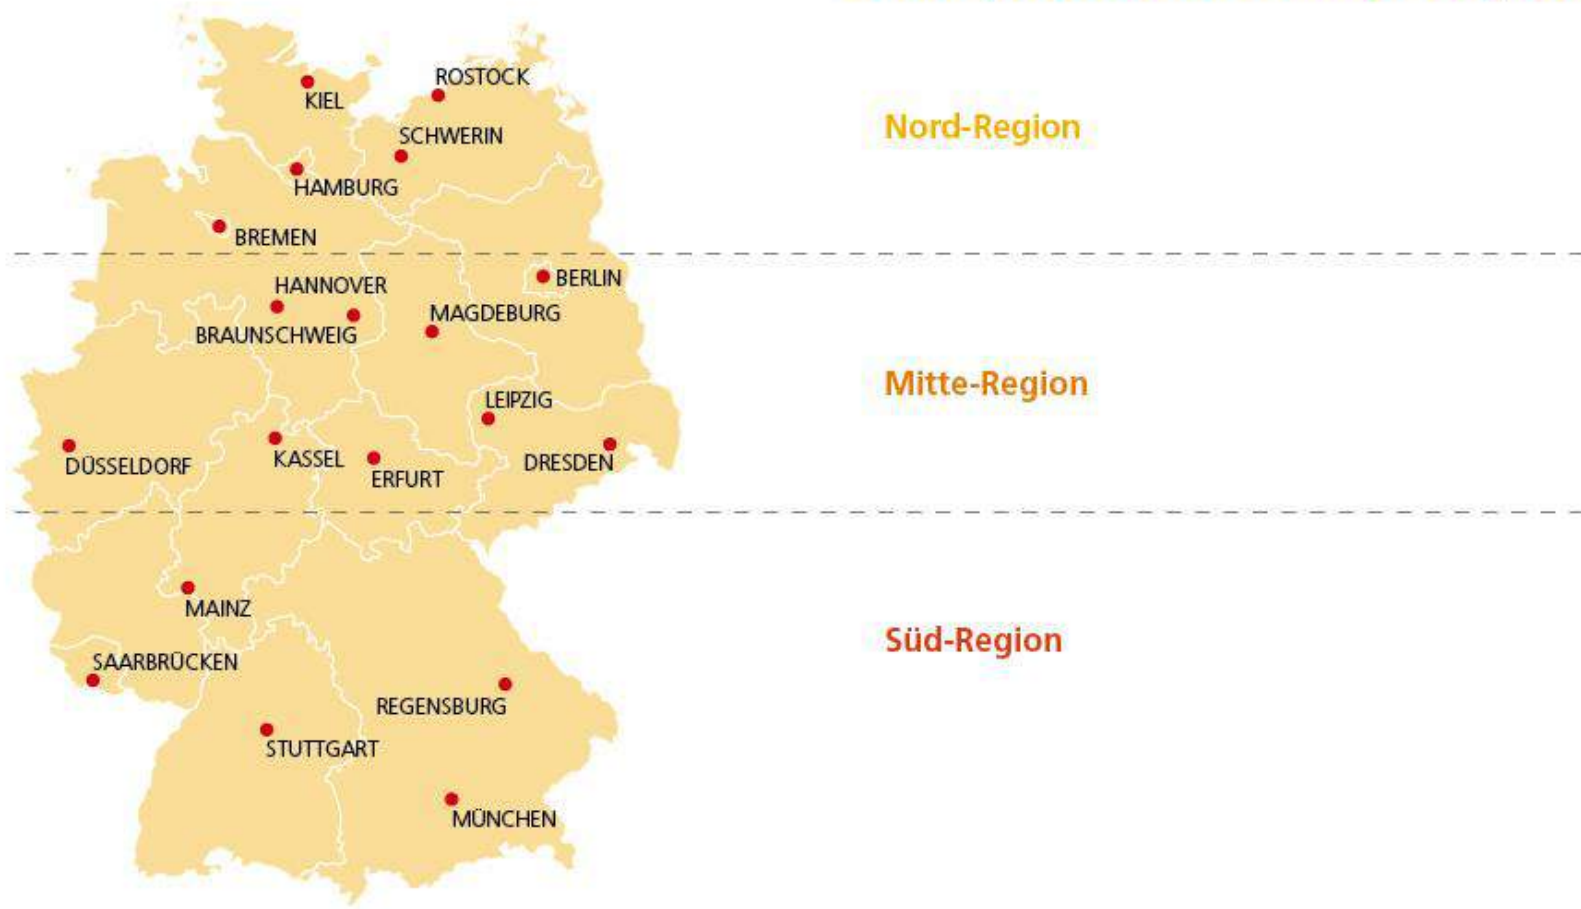 ROSTOCK
KIEL
Nord-Region
SCHWERIN
HAMBURG
BREMEN
BERLIN
HANNOVER
MAGDEBURG
BRAUNSCHWEIG
Mitte-Region
LEIPZIG
KASSEL
DÜSSELDORF
DRESDEN
ERFURT
MAINZ
Süd-Region
SAARBRÜCKEN
REGENSBURG
STUTTGART
MÜNCHEN